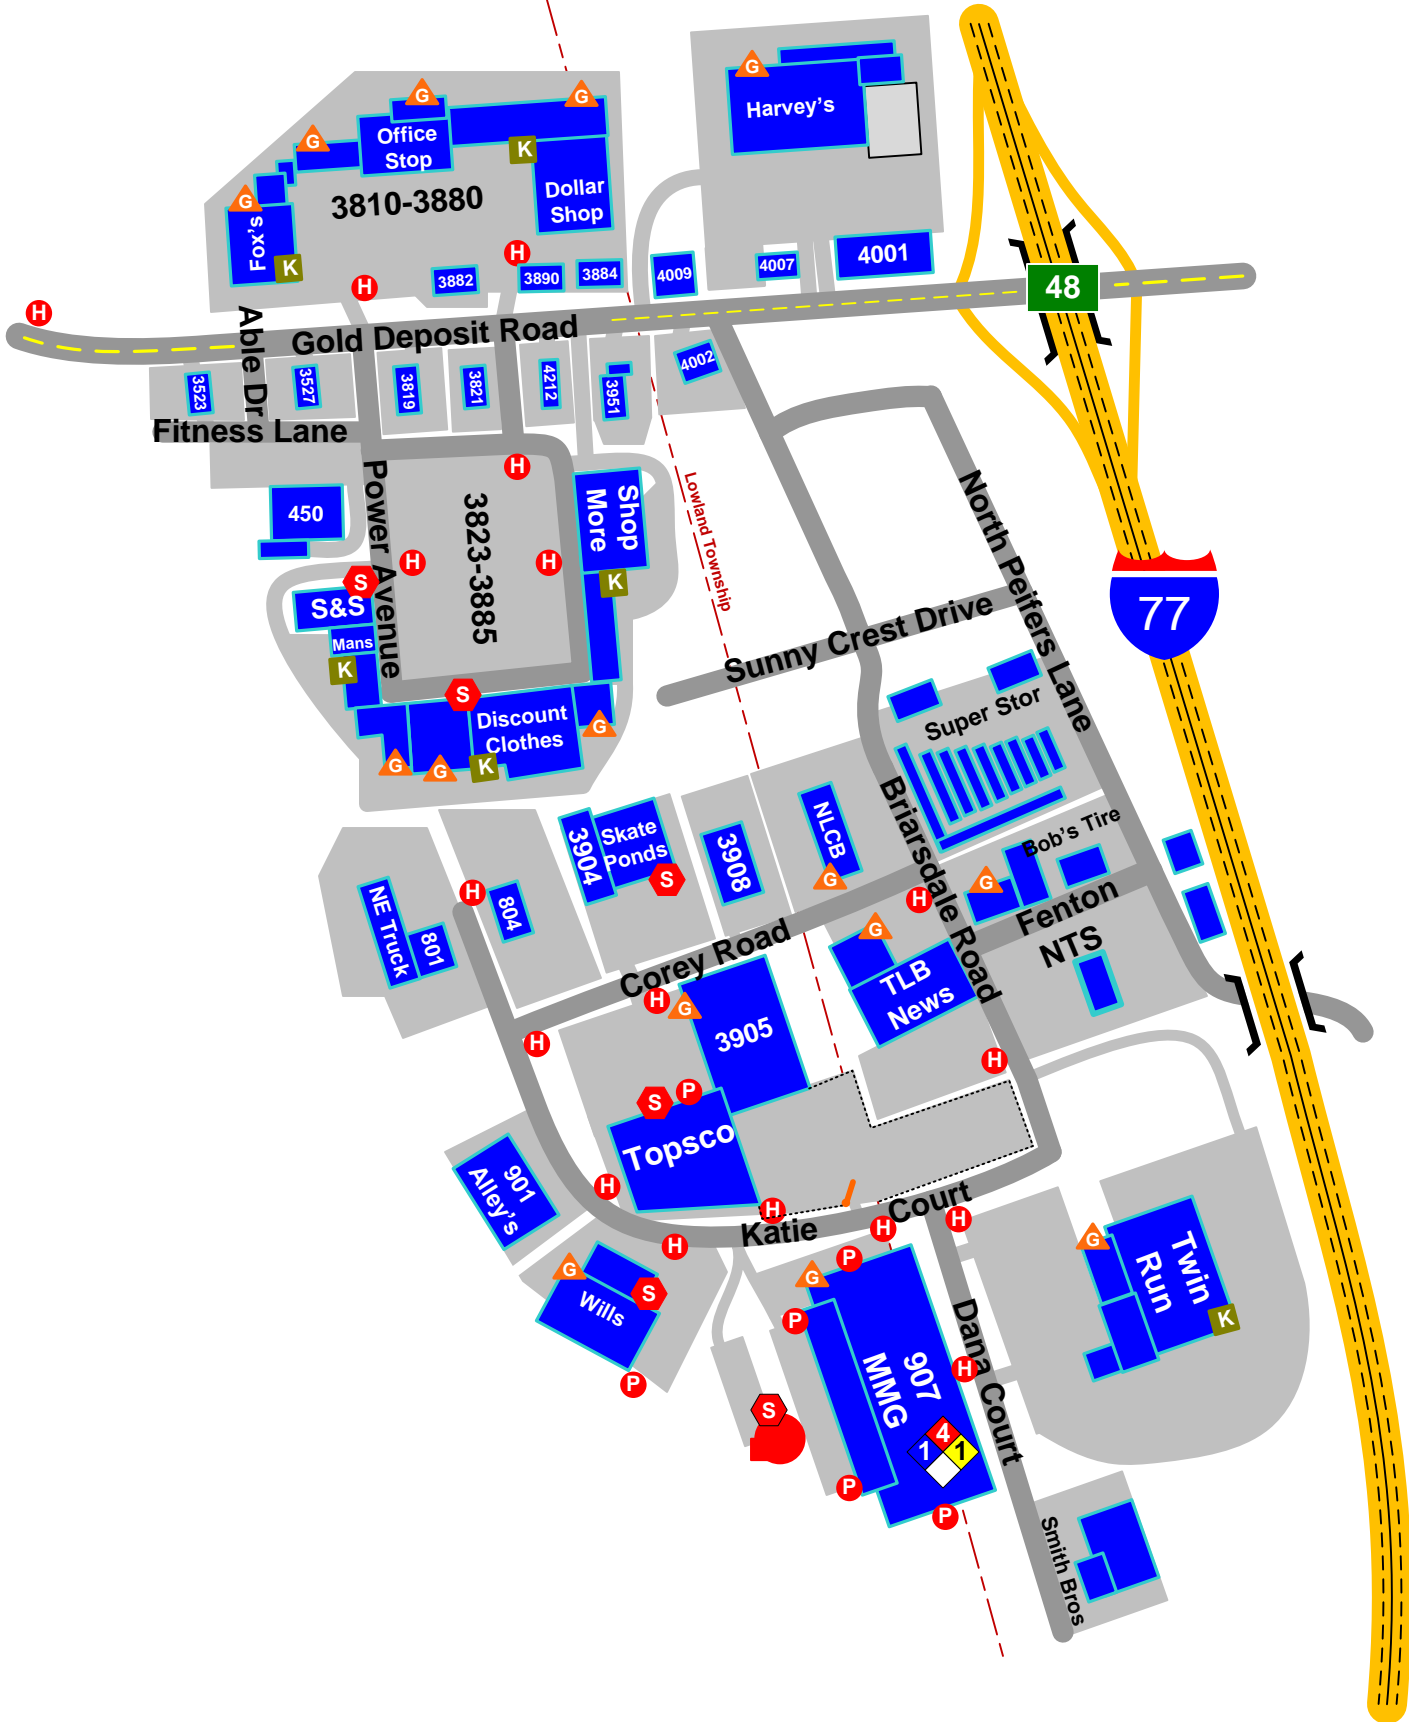 G
G
G
Harvey's
Office
Stop
K
G
Dollar
Shop
3810-3880
Fox's
K
H
3882
3890
3884
4009
4007
4001
H
H
48
Able Dr
Gold Deposit Road
3523
3527
3819
3821
4212
3951
4002
Fitness Lane
H
Power Avenue
450
3823-3885
Shop
More
Lowland Township
North Peifers Lane
H
H
K
S
S&S
Mans
K
77
Sunny Crest Drive
S
Discount
Clothes
G
G
G
K
Super Stor
Briarsdale Road
Bob's Tire
3904
Skate
Ponds
S
3908
NLCB
G
G
H
Fenton
NTS
NE Truck
801
H
804
G
TLB
News
Corey Road
H
G
3905
H
H
S
P
Topsco
H
901
Alley's
H
Katie Court
H
H
H
G
Wills
S
P
P
G
P
907
MMG
4
1
1
P
P
S
Dana Court
H
G
Twin
Run
K
Smith Bros